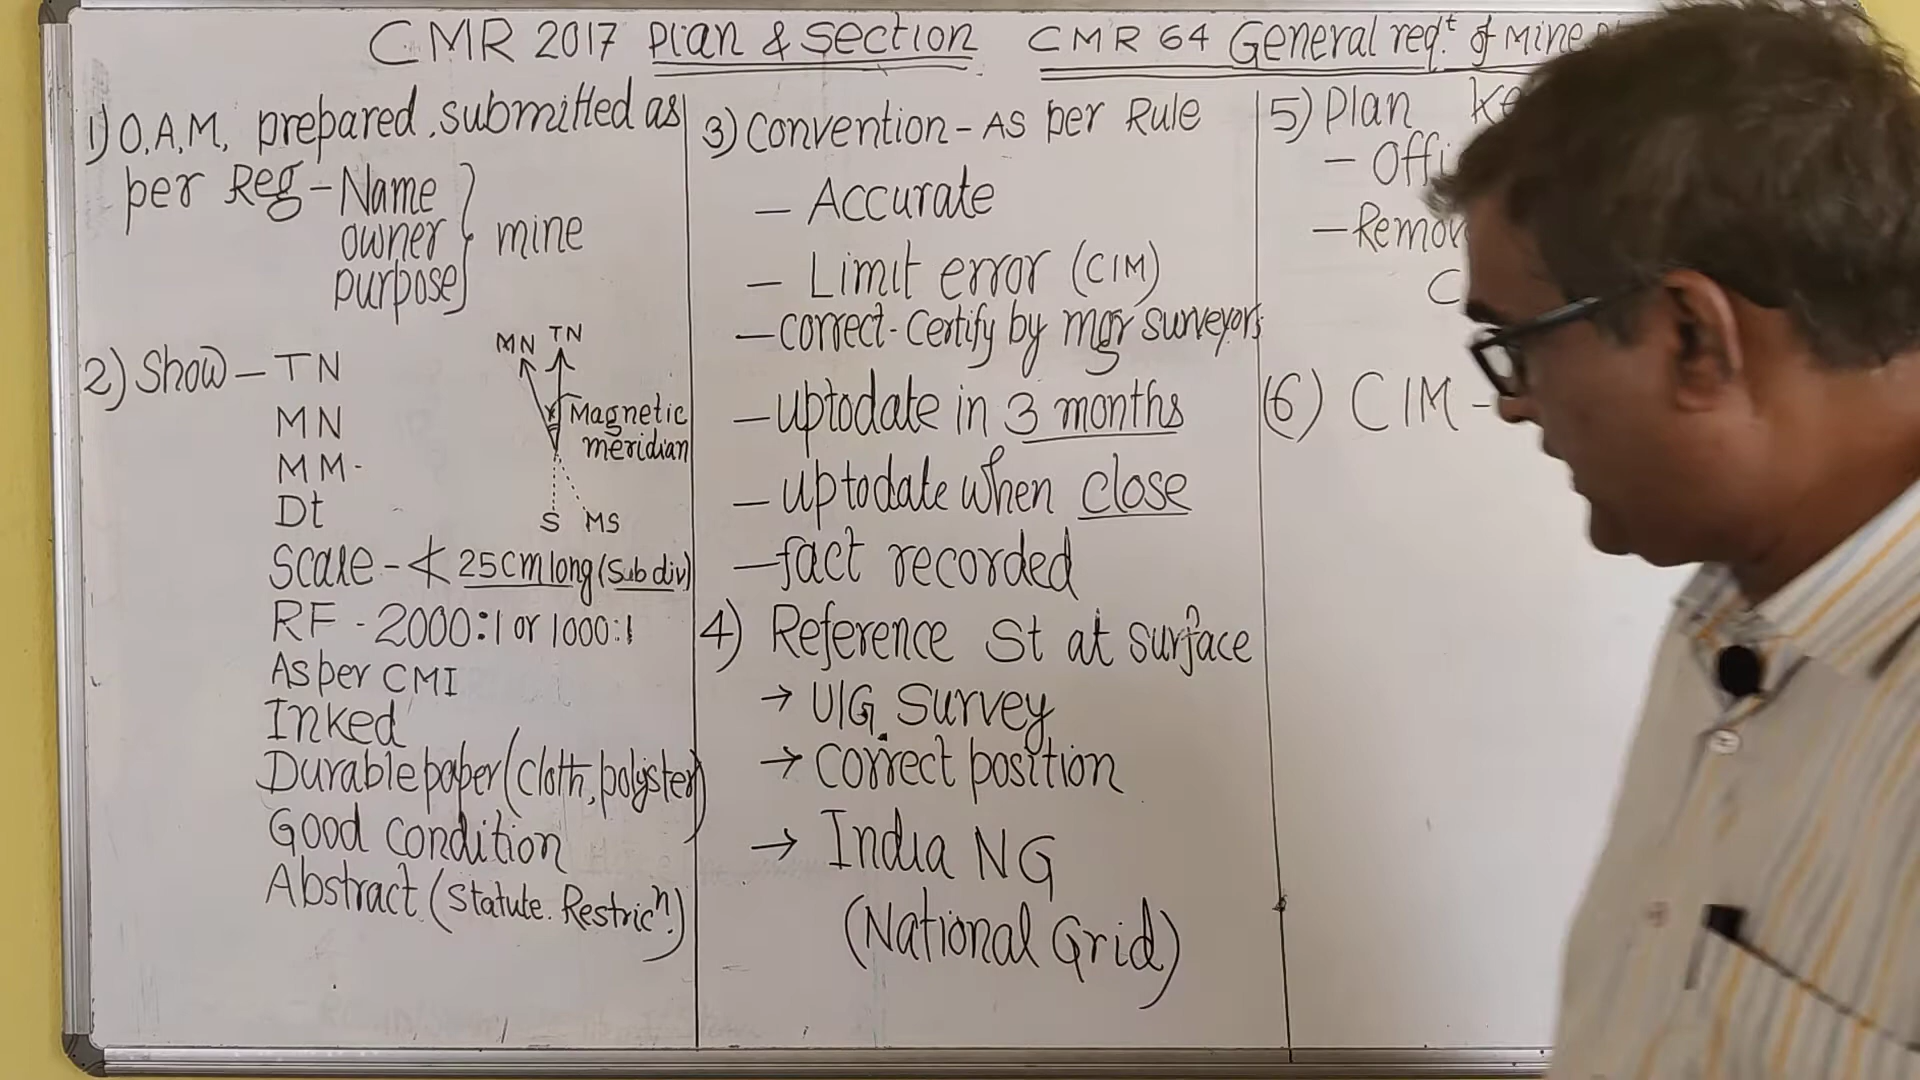 CMR 2017 Plan & Section CMR 64 General reqt. of Mine
1) O.A.M. prepared, submitted as
per Reg - Name
owner
purpose
mine
2) Show - TN
MN
MM.
Dt
Scale - ≮ 25cm long (Sub div)
RF - 2000:1 or 1000:1
As per CMI
Inked
Durable paper (cloth, polyster)
Good condition
Abstract (Statute. Restricn.)
MN TN
Magnetic
meridian
S MS
3) Convention - As per Rule
- Accurate
- Limit error (CIM)
- correct - Certify by mgr surveyors
- uptodate in 3 months
- uptodate when close
- fact recorded
4) Reference St at surface
→ U/G. Survey
→ Correct position
→ India NG
(National Grid)
5) Plan
-
-
(6) CIM -